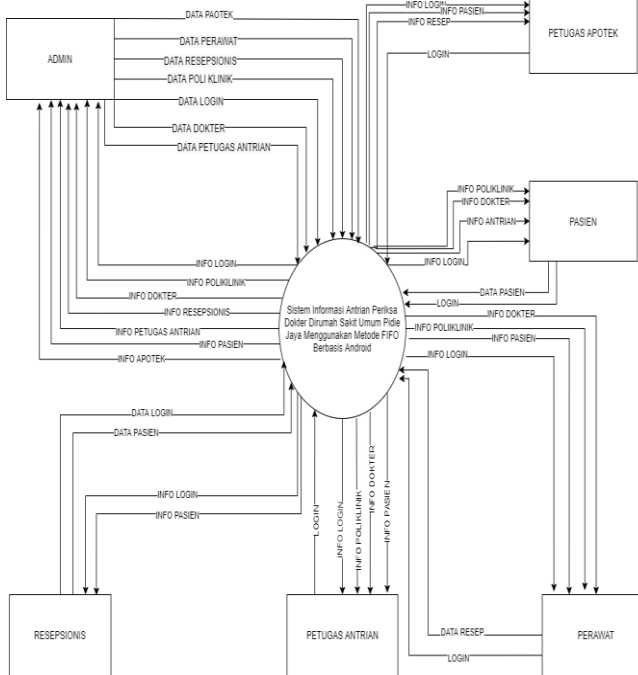 DATA PAOTEK
INFO LOGIN
INFO PASIEN
INFO RESEP
PETUGAS APOTEK
LOGIN
ADMIN
DATA PERAWAT
DATA RESEPSIONIS
DATA POLI KLINIK
DATA LOGIN
DATA DOKTER
DATA PETUGAS ANTRIAN
INFO POLIKLINIK
INFO DOKTER
INFO ANTRIAN
INFO LOGIN
PASIEN
DATA PASIEN
LOGIN
INFO LOGIN
INFO POLIKILINIK
INFO DOKTER
INFO RESEPSIONIS
INFO PETUGAS ANTRIAN
INFO PASIEN
INFO APOTEK
Sistem Informasi Antrian Periksa
Dokter Dirumah Sakit Umum Pidie
Jaya Menggunakan Metode FIFO
Berbasis Android
INFO DOKTER
INFO POLIIKLINIK
INFO PASIEN
INFO LOGIN
DATA LOGIN
DATA PASIEN
INFO LOGIN
INFO PASIEN
LOGIN
INFO LOGIN
INFO POLIKLINIK
INFO DOKTER
INFO PASIEN
RESEPSIONIS
PETUGAS ANTRIAN
DATA RESEP
LOGIN
PERAWAT